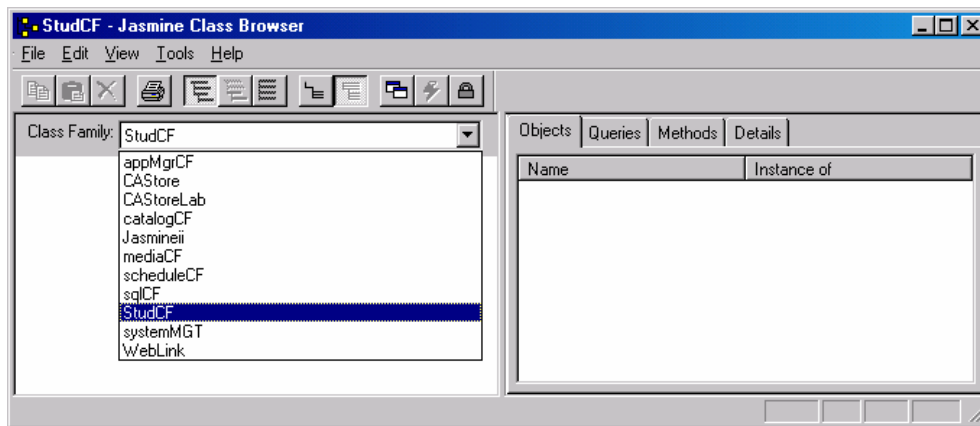 StudCF - Jasmine Class Browser
File Edit View Tools Help
Class Family: StudCF
appMgrCF
CAStore
CAStoreLab
catalogCF
Jasmineii
mediaCF
scheduleCF
sqlCF
StudCF
systemMGT
WebLink
Objects Queries Methods Details
Name Instance of